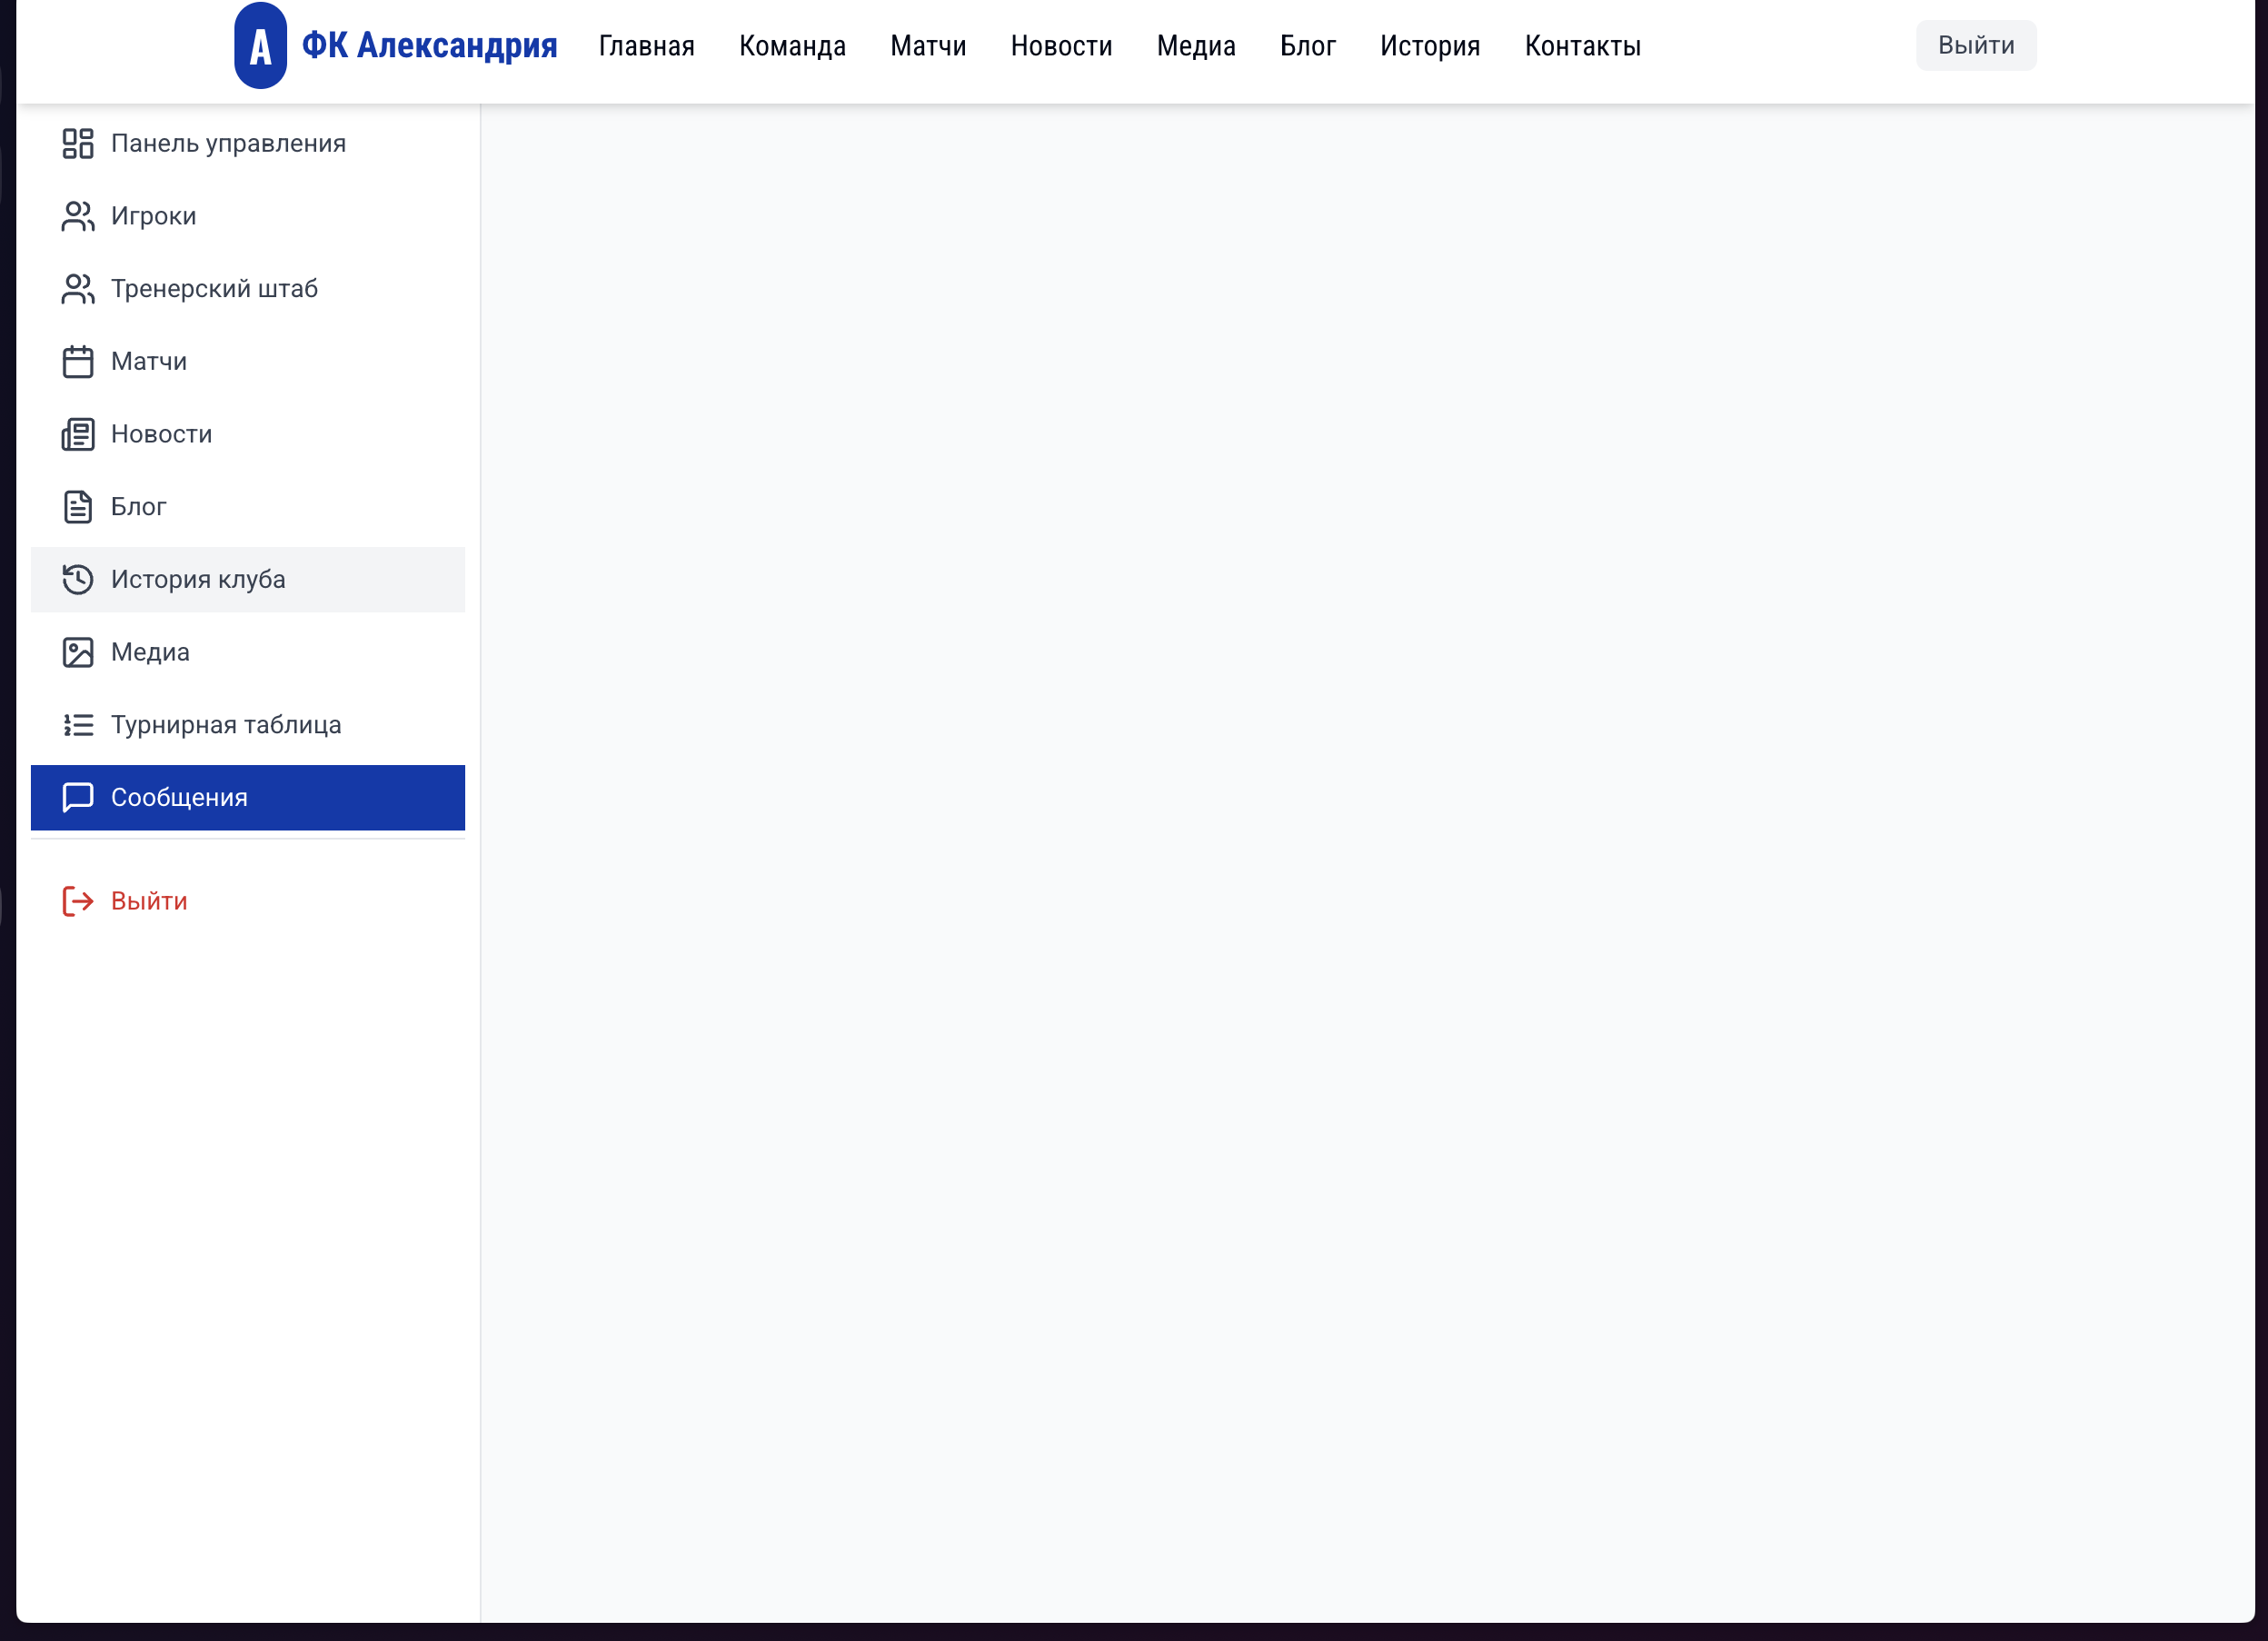 А ФК Александрия Главная Команда Матчи Новости Медиа Блог История Контакты Выйти
Панель управления
Игроки
Тренерский штаб
Матчи
Новости
Блог
История клуба
Медиа
Турнирная таблица
Сообщения
Выйти